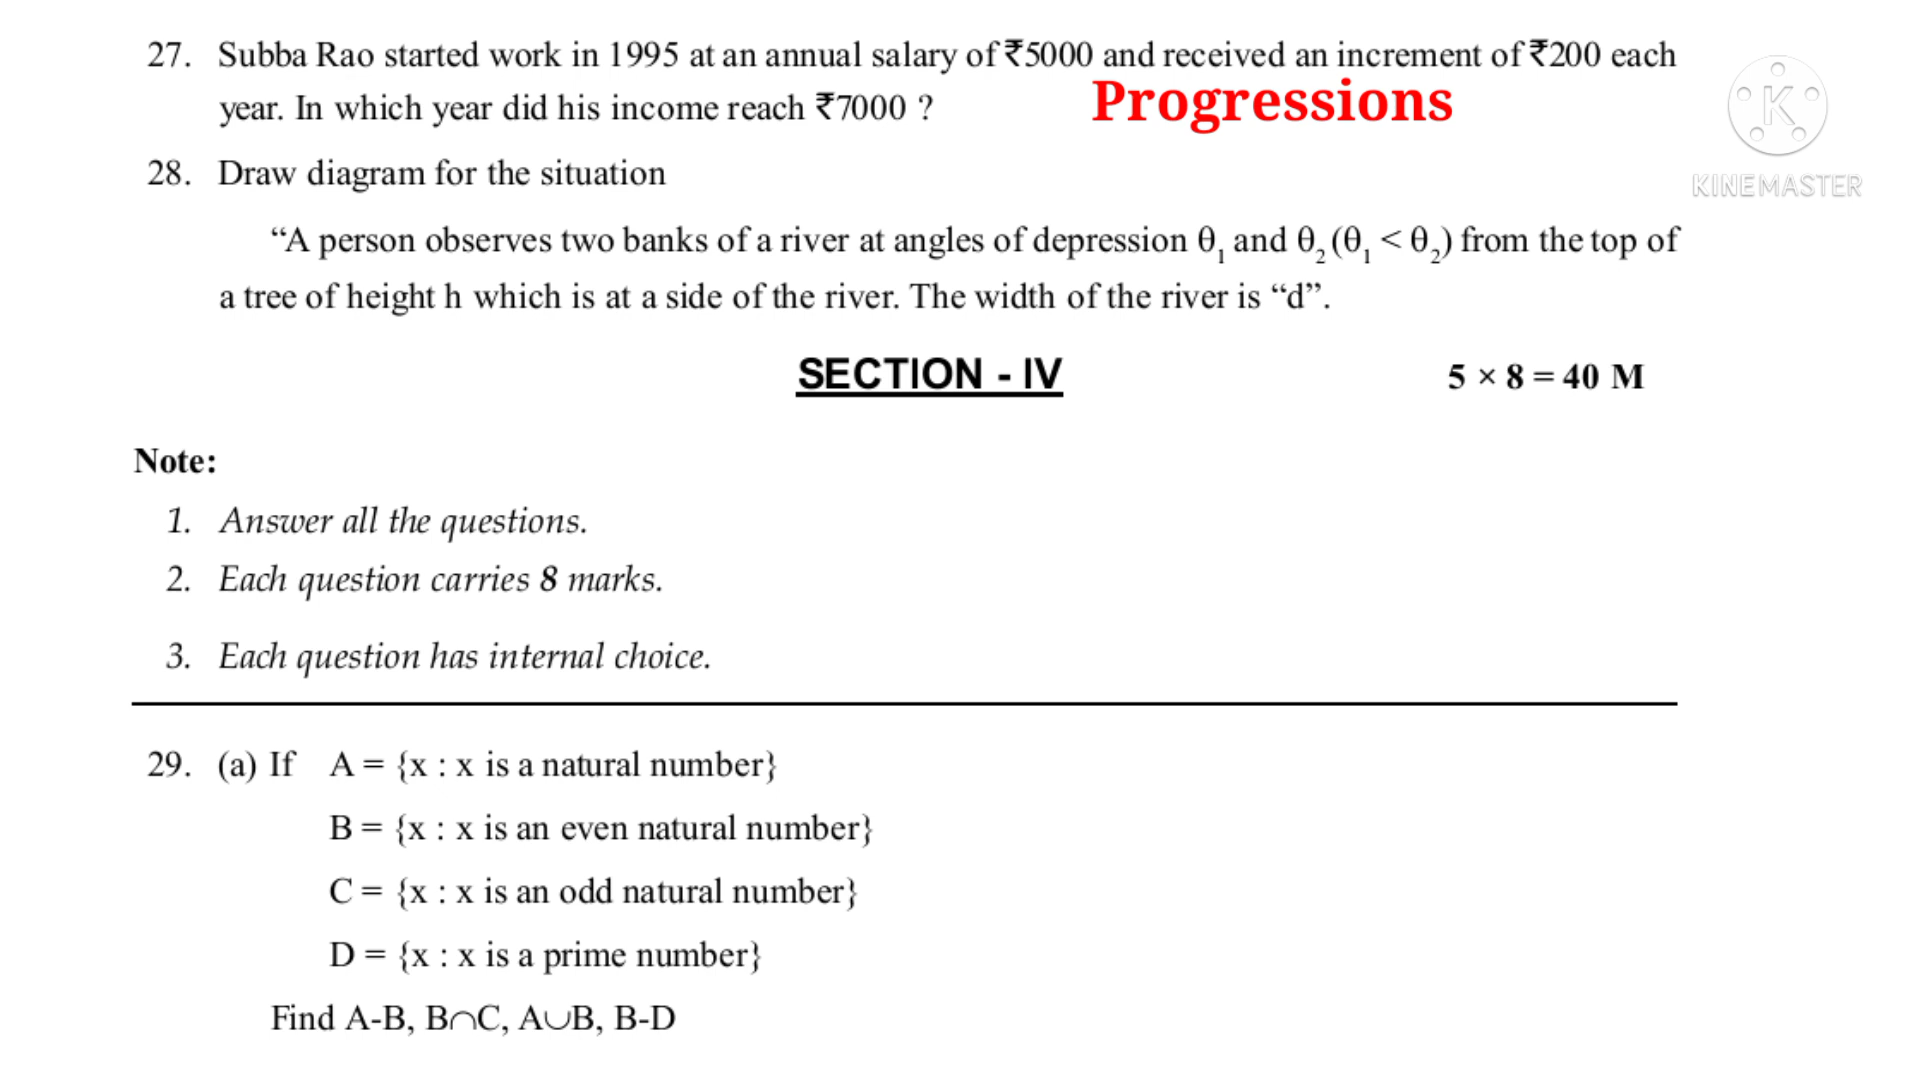 27. Subba Rao started work in 1995 at an annual salary of ₹5000 and received an increment of ₹200 each
year. In which year did his income reach ₹7000 ?
Progressions
K
KINEMASTER
28. Draw diagram for the situation
“A person observes two banks of a river at angles of depression θ₁ and θ₂ (θ₁ < θ₂) from the top of
a tree of height h which is at a side of the river. The width of the river is “d”.
SECTION - IV
5 × 8 = 40 M
Note:
1. Answer all the questions.
2. Each question carries 8 marks.
3. Each question has internal choice.
29. (a) If A = {x : x is a natural number}
B = {x : x is an even natural number}
C = {x : x is an odd natural number}
D = {x : x is a prime number}
Find A-B, B∩C, A∪B, B-D